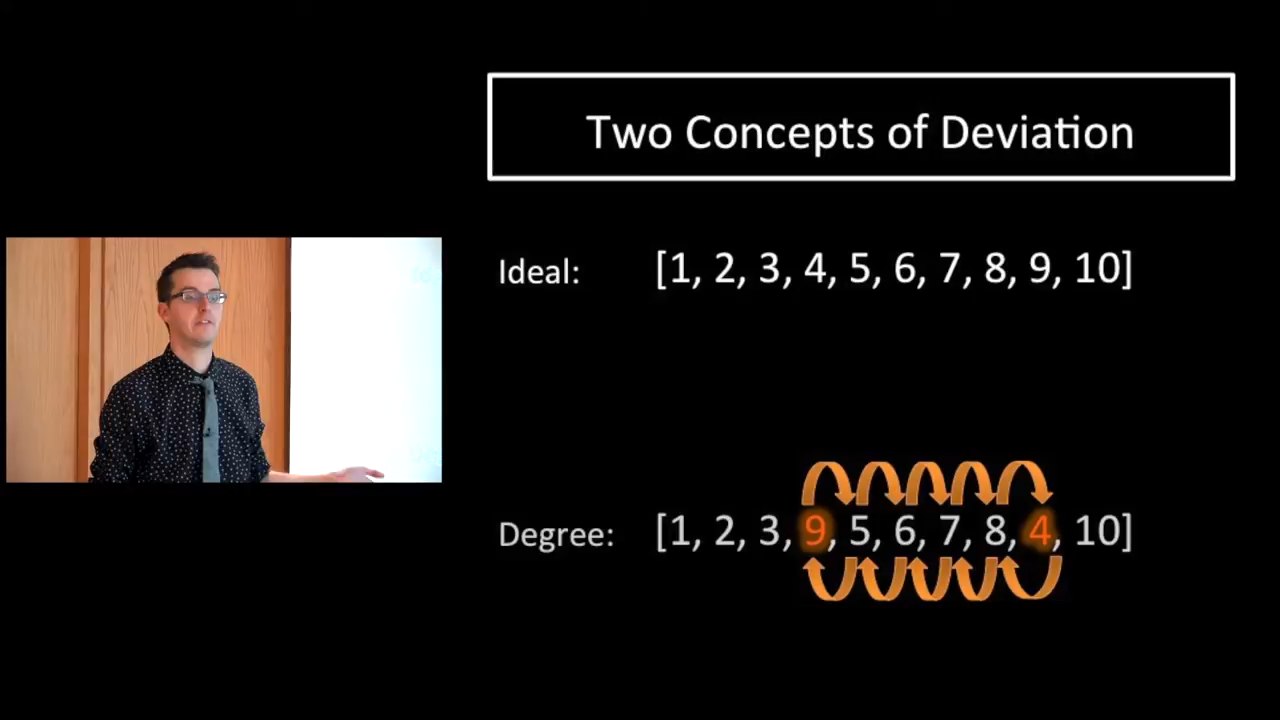 Two Concepts of Deviation
Ideal: [1, 2, 3, 4, 5, 6, 7, 8, 9, 10]
Degree: [1, 2, 3, 9, 5, 6, 7, 8, 4, 10]